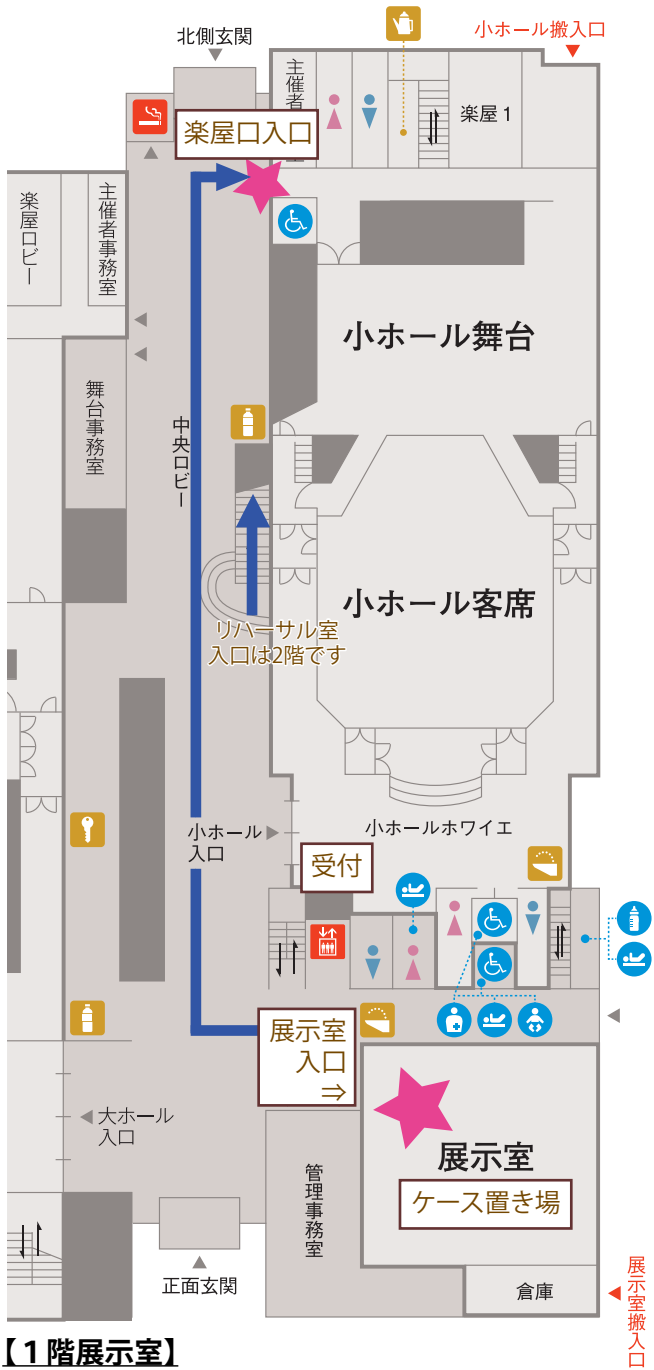 北側玄関
小ホール搬入口
主催者
楽屋口入口
楽屋1
楽屋ロビー
主催者事務室
小ホール舞台
舞台事務室
中央ロビー
小ホール客席
リハーサル室
入口は2階です
小ホール
入口
小ホールホワイエ
受付
展示室
入口
⇒
大ホール
入口
展示室
ケース置き場
管理事務室
正面玄関
倉庫
展示室搬入口
【1階展示室】